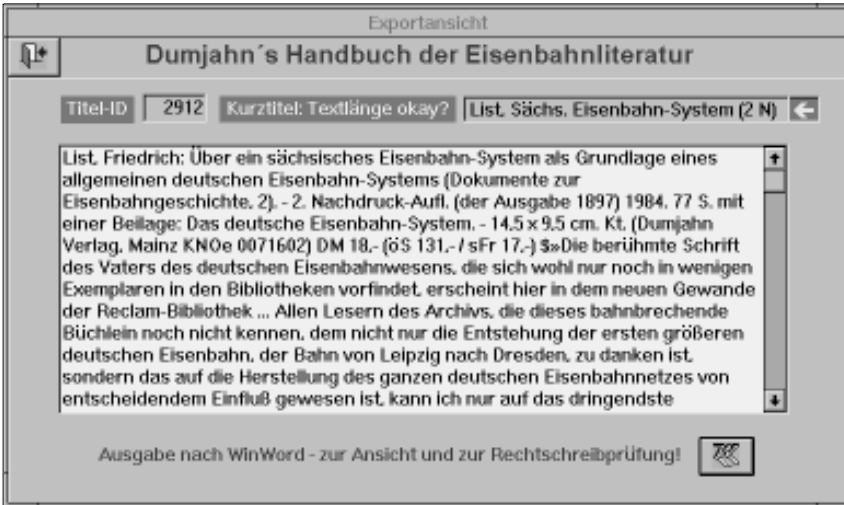 Exportansicht
Dumjahn´s Handbuch der Eisenbahnliteratur
Titel-ID 2912 Kurztitel: Textlänge okay? List, Sächs. Eisenbahn-System (2 N)
List, Friedrich: Über ein sächsisches Eisenbahn-System als Grundlage eines
allgemeinen deutschen Eisenbahn-Systems (Dokumente zur
Eisenbahngeschichte, 2). - 2. Nachdruck-Aufl. (der Ausgabe 1897) 1984. 77 S. mit
einer Beilage: Das deutsche Eisenbahn-System. - 14,5 x 9,5 cm. Kt. (Dumjahn
Verlag, Mainz KNOe 0071602) DM 18,- (öS 131,- / sFr 17,-) $»Die berühmte Schrift
des Vaters des deutschen Eisenbahnwesens, die sich wohl nur noch in wenigen
Exemplaren in den Bibliotheken vorfindet, erscheint hier in dem neuen Gewande
der Reclam-Bibliothek ... Allen Lesern des Archivs, die dieses bahnbrechende
Büchlein noch nicht kennen, dem nicht nur die Entstehung der ersten größeren
deutschen Eisenbahn, der Bahn von Leipzig nach Dresden, zu danken ist,
sondern das auf die Herstellung des ganzen deutschen Eisenbahnnetzes von
entscheidendem Einfluß gewesen ist, kann ich nur auf das dringendste
Ausgabe nach WinWord - zur Ansicht und zur Rechtschreibprüfung!